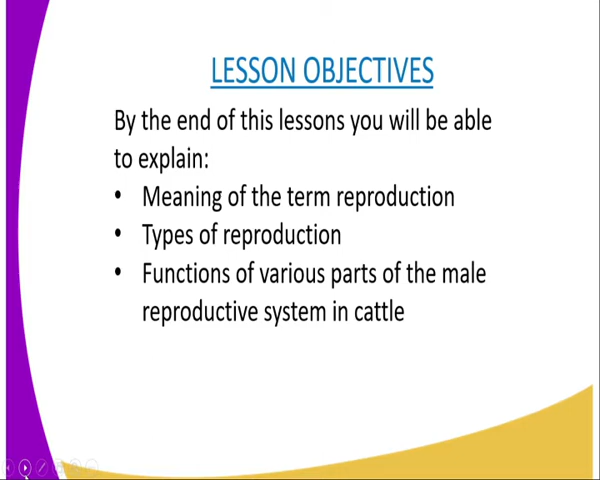 LESSON OBJECTIVES
By the end of this lessons you will be able
to explain:
• Meaning of the term reproduction
• Types of reproduction
• Functions of various parts of the male
reproductive system in cattle